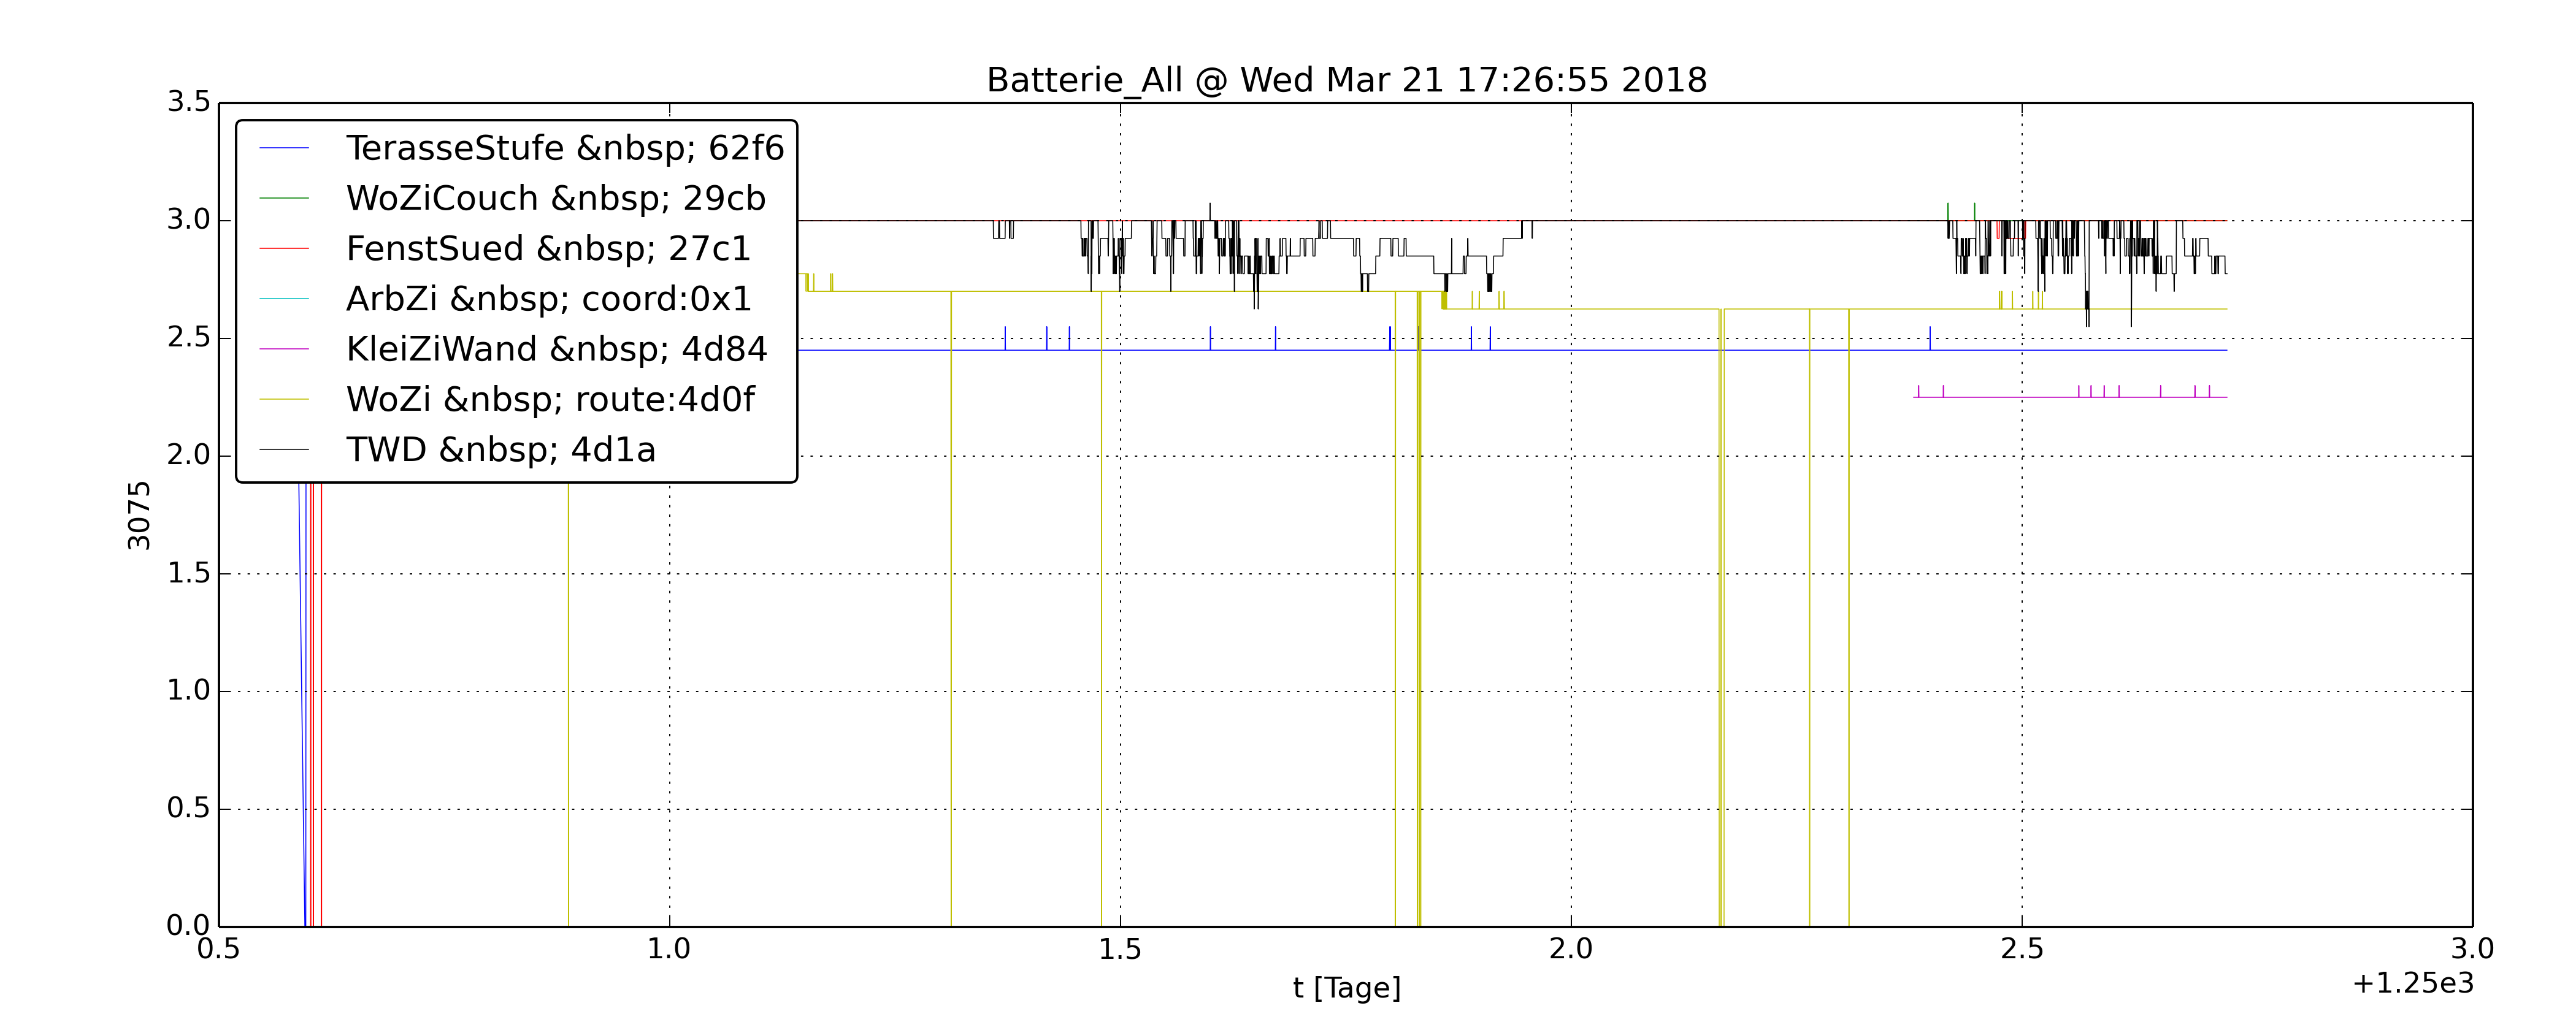 Batterie_All @ Wed Mar 21 17:26:55 2018
3.5
3.0
2.5
2.0
1.5
1.0
0.5
0.0
TerasseStufe &nbsp; 62f6
WoZiCouch &nbsp; 29cb
FenstSued &nbsp; 27c1
ArbZi &nbsp; coord:0x1
KleiZiWand &nbsp; 4d84
WoZi &nbsp; route:4d0f
TWD &nbsp; 4d1a
3075
0.5 1.0 1.5 2.0 2.5 3.0
+1.25e3
t [Tage]